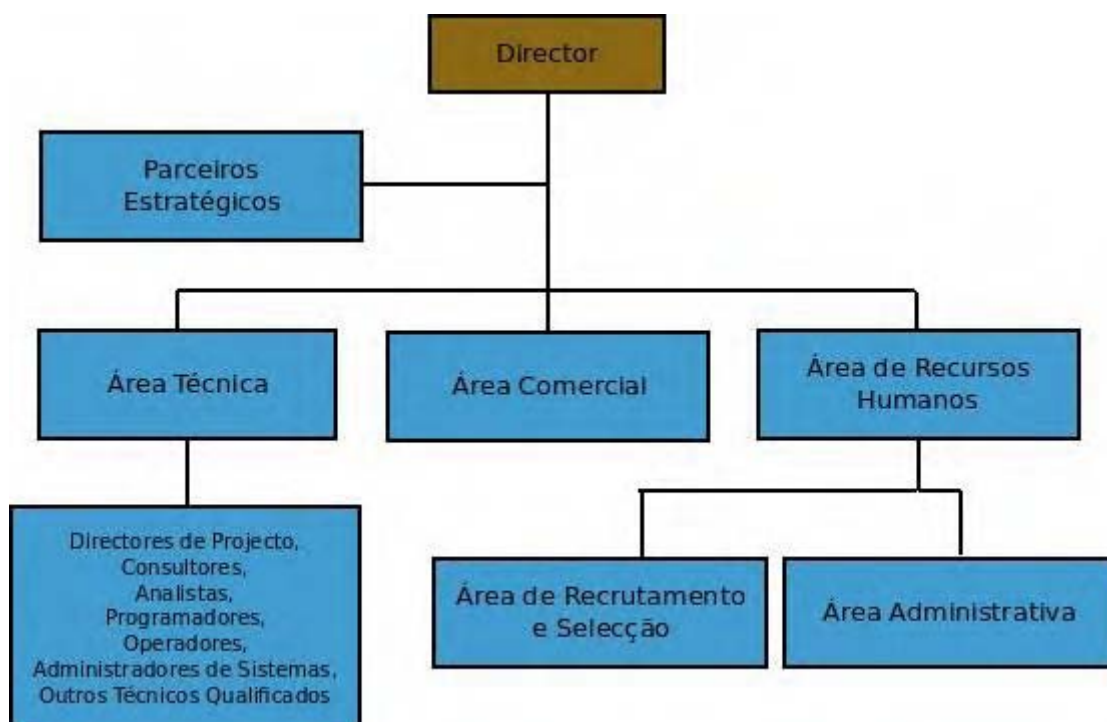 Director
Parceiros
Estratégicos
Área Técnica
Área Comercial
Área de Recursos
Humanos
Directores de Projecto,
Consultores,
Analistas,
Programadores,
Operadores,
Administradores de Sistemas,
Outros Técnicos Qualificados
Área de Recrutamento
e Selecção
Área Administrativa